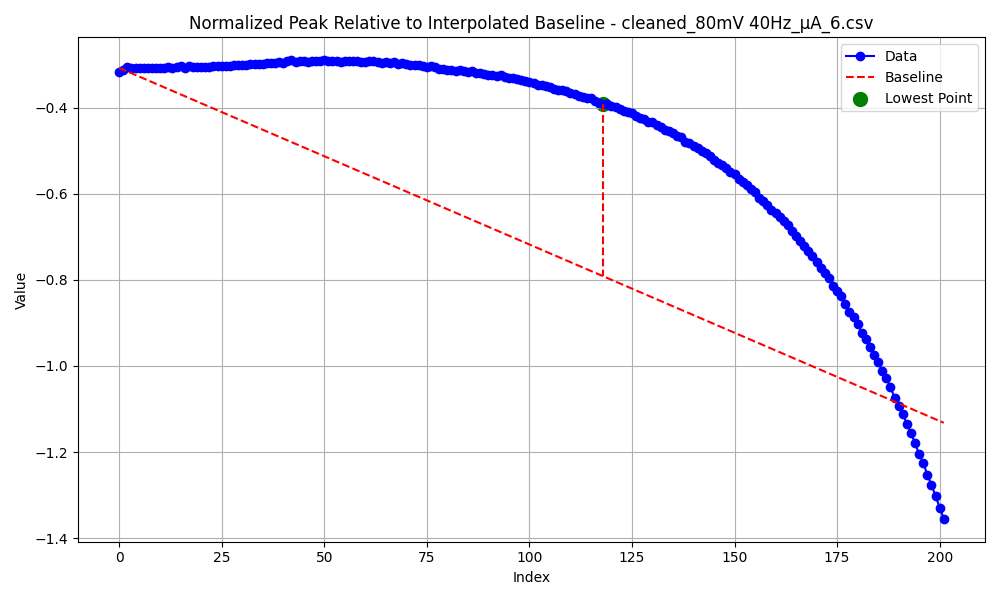 Normalized Peak Relative to Interpolated Baseline - cleaned_80mV 40Hz_μA_6.csv
Data
Baseline
Lowest Point
Value
−0.4
−0.6
−0.8
−1.0
−1.2
−1.4
0 25 50 75 100 125 150 175 200
Index